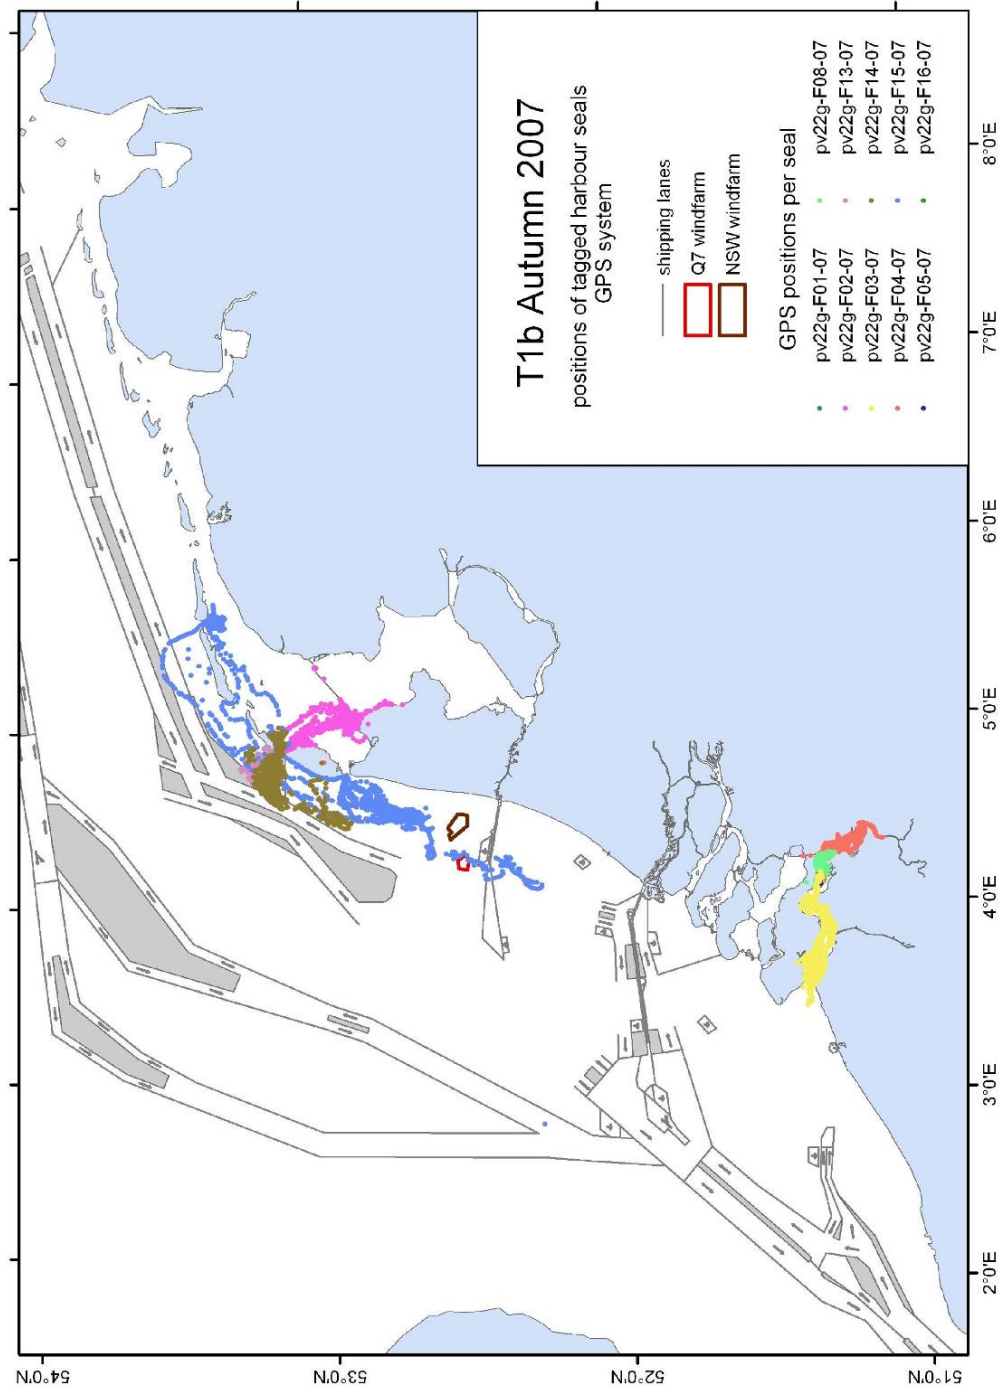 T1b Autumn 2007
positions of tagged harbour seals
GPS system
shipping lanes
Q7 windfarm
NSW windfarm
GPS positions per seal
pv22g-F01-07
pv22g-F02-07
pv22g-F03-07
pv22g-F04-07
pv22g-F05-07
pv22g-F08-07
pv22g-F13-07
pv22g-F14-07
pv22g-F15-07
pv22g-F16-07
54°0'N
53°0'N
52°0'N
51°0'N
2°0'E
3°0'E
4°0'E
5°0'E
6°0'E
7°0'E
8°0'E